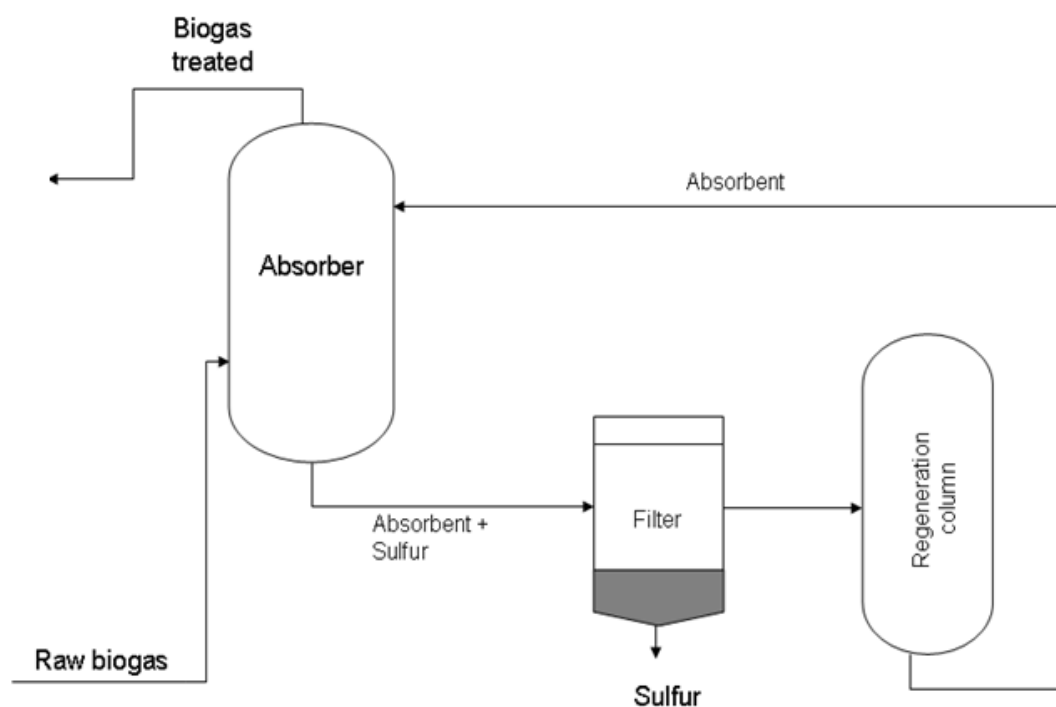 Biogas
treated
Absorbent
Absorber
Regeneration
column
Filter
Absorbent +
Sulfur
Raw biogas
Sulfur